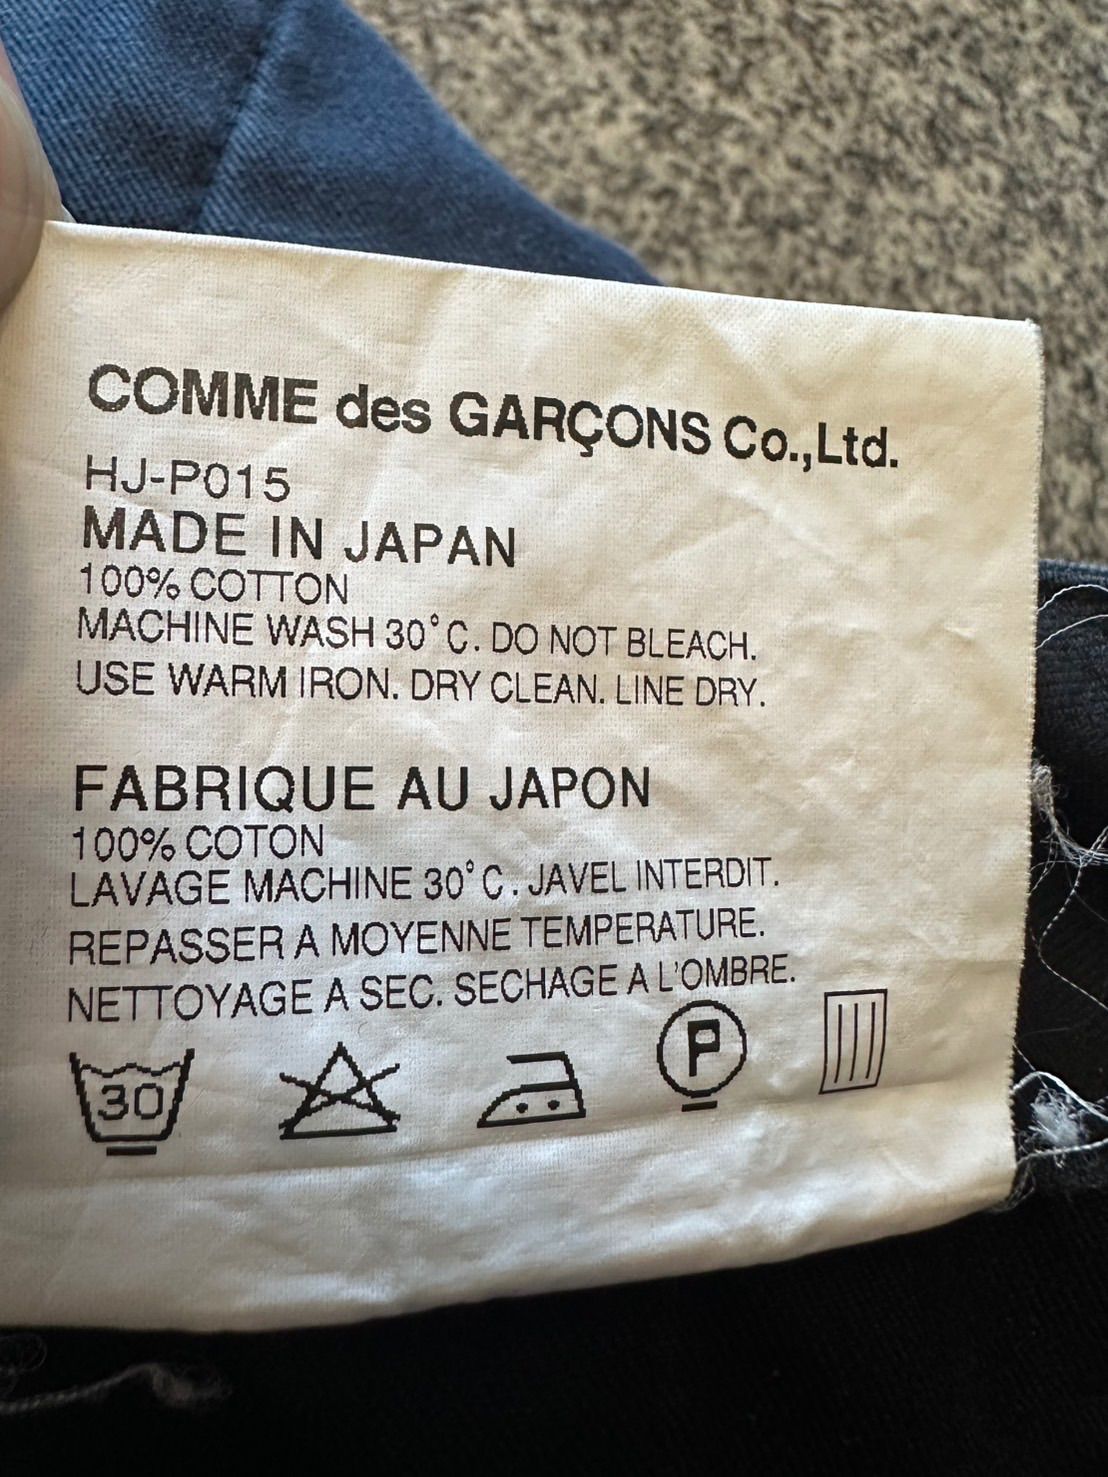 COMME des GARÇONS Co.,Ltd.
HJ-P015
MADE IN JAPAN
100% COTTON
MACHINE WASH 30°C. DO NOT BLEACH.
USE WARM IRON. DRY CLEAN. LINE DRY.
FABRIQUE AU JAPON
100% COTON
LAVAGE MACHINE 30°C. JAVEL INTERDIT.
REPASSER A MOYENNE TEMPERATURE.
NETTOYAGE A SEC. SECHAGE A L'OMBRE.
30 P